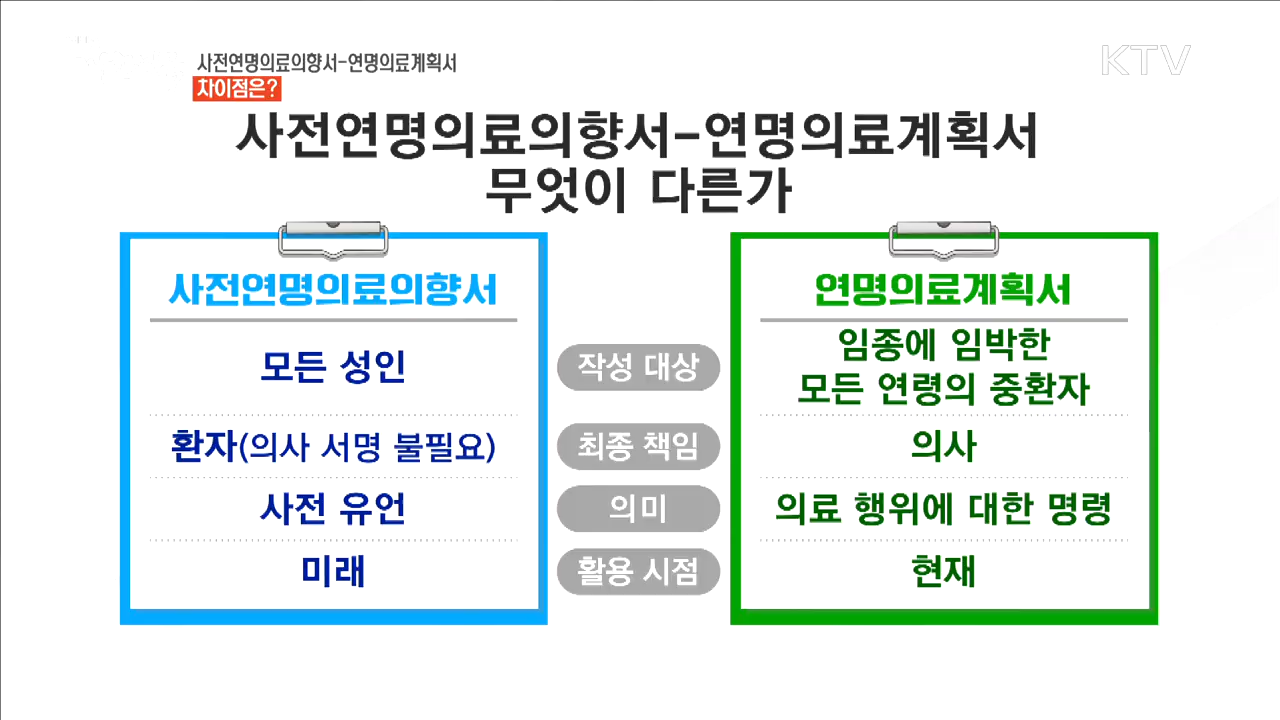 사전연명의료의향서-연명의료계획서
차이점은?
KTV
사전연명의료의향서-연명의료계획서
무엇이 다른가
사전연명의료의향서
연명의료계획서
모든 성인
작성 대상
임종에 임박한
모든 연령의 중환자
환자(의사 서명 불필요)
최종 책임
의사
사전 유언
의미
의료 행위에 대한 명령
미래
활용 시점
현재